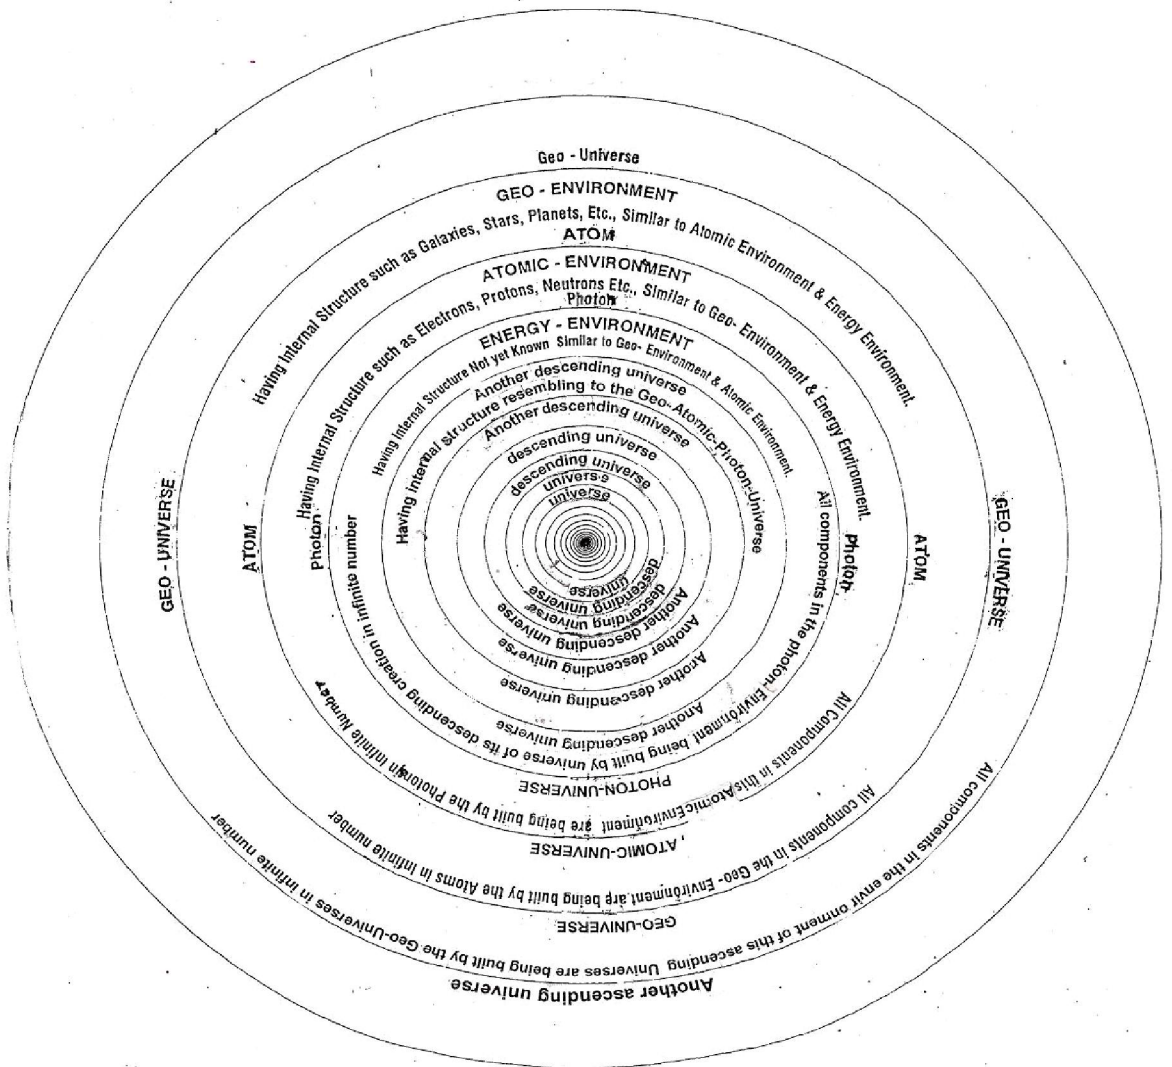 Geo - Universe
GEO - ENVIRONMENT
Having Internal Structure such as Galaxies, Stars, Planets, Etc., Similar to Atomic Environment & Energy Environment.
ATOM
ATOMIC - ENVIRONMENT
Having Internal Structure such as Electrons, Protons, Neutrons Etc., Similar to Geo- Environment & Energy Environment.
Photon
ENERGY - ENVIRONMENT
Having Internal Structure Not yet Known Similar to Geo- Environment & Atomic Environment.
Another descending universe
Having internal structure resembling to the Geo-Atomic-Photon-Universe
Another descending universe
descending universe
descending universe
universe
universe
GEO - UNIVERSE
ATOM
Photon
Photon
ATOM
GEO - UNIVERSE
universe
descending universe
descending universe
Another descending universe
Another descending universe
Another descending universe
Another descending universe
All components in the photon- Environment being built by universe of its descending creation in infinite number
PHOTON-UNIVERSE
All Components in this Atomic Environment are being built by the Photons in Infinite Number
ATOMIC-UNIVERSE
All components in the Geo- Environment are being built by the Atoms in Infinite number
GEO-UNIVERSE
All components in the envir onment of this ascending Universes are being built by the Geo-Universes in Infinite number
Another ascending universe